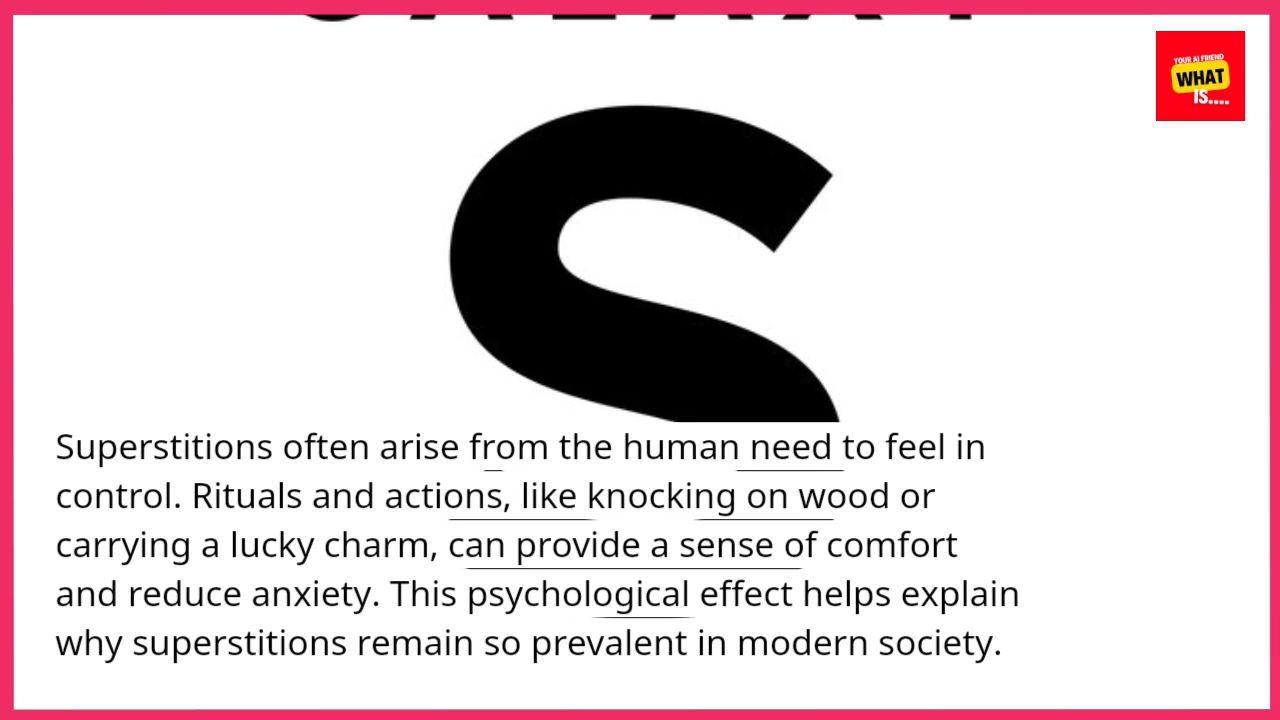 YOUR AI FRIEND
WHAT
IS....
S
Superstitions often arise from the human need to feel in
control. Rituals and actions, like knocking on wood or
carrying a lucky charm, can provide a sense of comfort
and reduce anxiety. This psychological effect helps explain
why superstitions remain so prevalent in modern society.